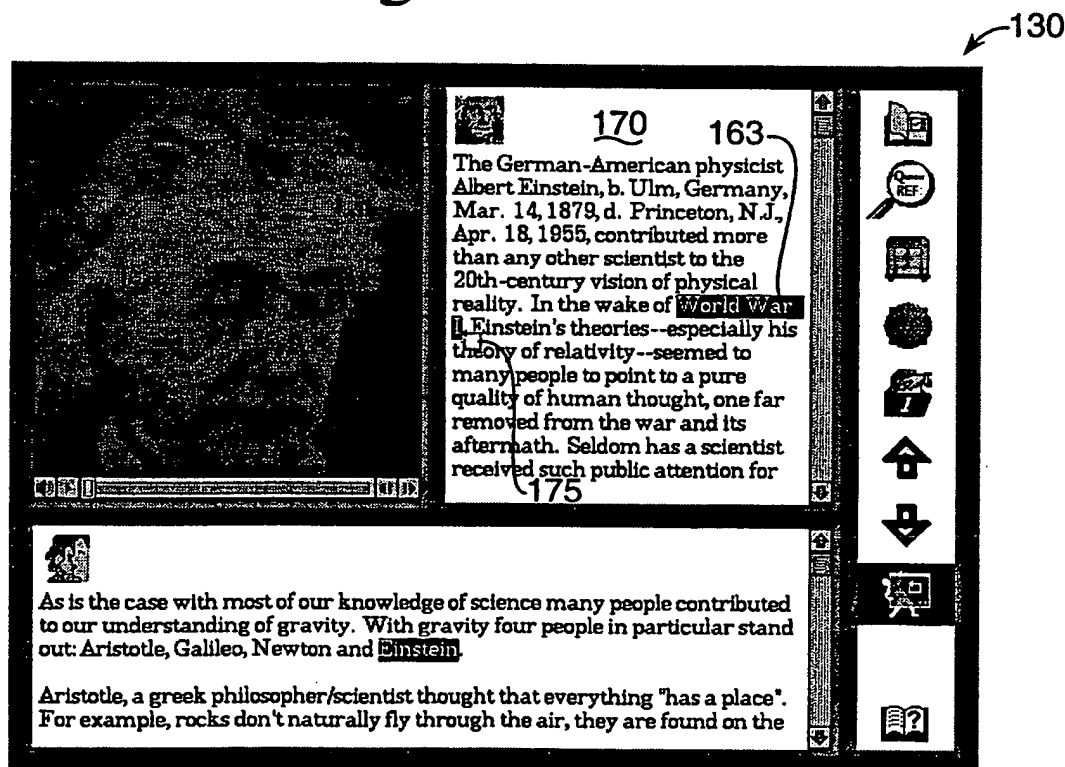 130
170
163
The German-American physicist
Albert Einstein, b. Ulm, Germany,
Mar. 14, 1879, d. Princeton, N.J.,
Apr. 18, 1955, contributed more
than any other scientist to the
20th-century vision of physical
reality. In the wake of World War
I, Einstein's theories--especially his
theory of relativity--seemed to
many people to point to a pure
quality of human thought, one far
removed from the war and its
aftermath. Seldom has a scientist
received such public attention for
175
As is the case with most of our knowledge of science many people contributed
to our understanding of gravity. With gravity four people in particular stand
out: Aristotle, Galileo, Newton and Einstein.
Aristotle, a greek philosopher/scientist thought that everything "has a place".
For example, rocks don't naturally fly through the air, they are found on the
REF:
1
?